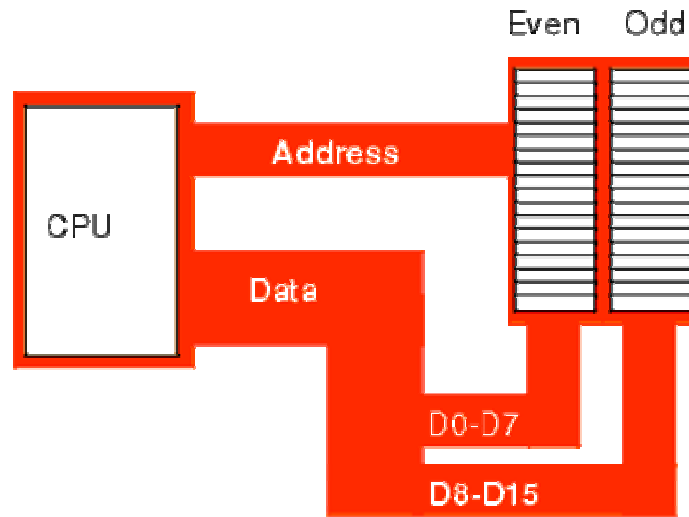 Even Odd
Address
CPU
Data
D0-D7
D8-D15